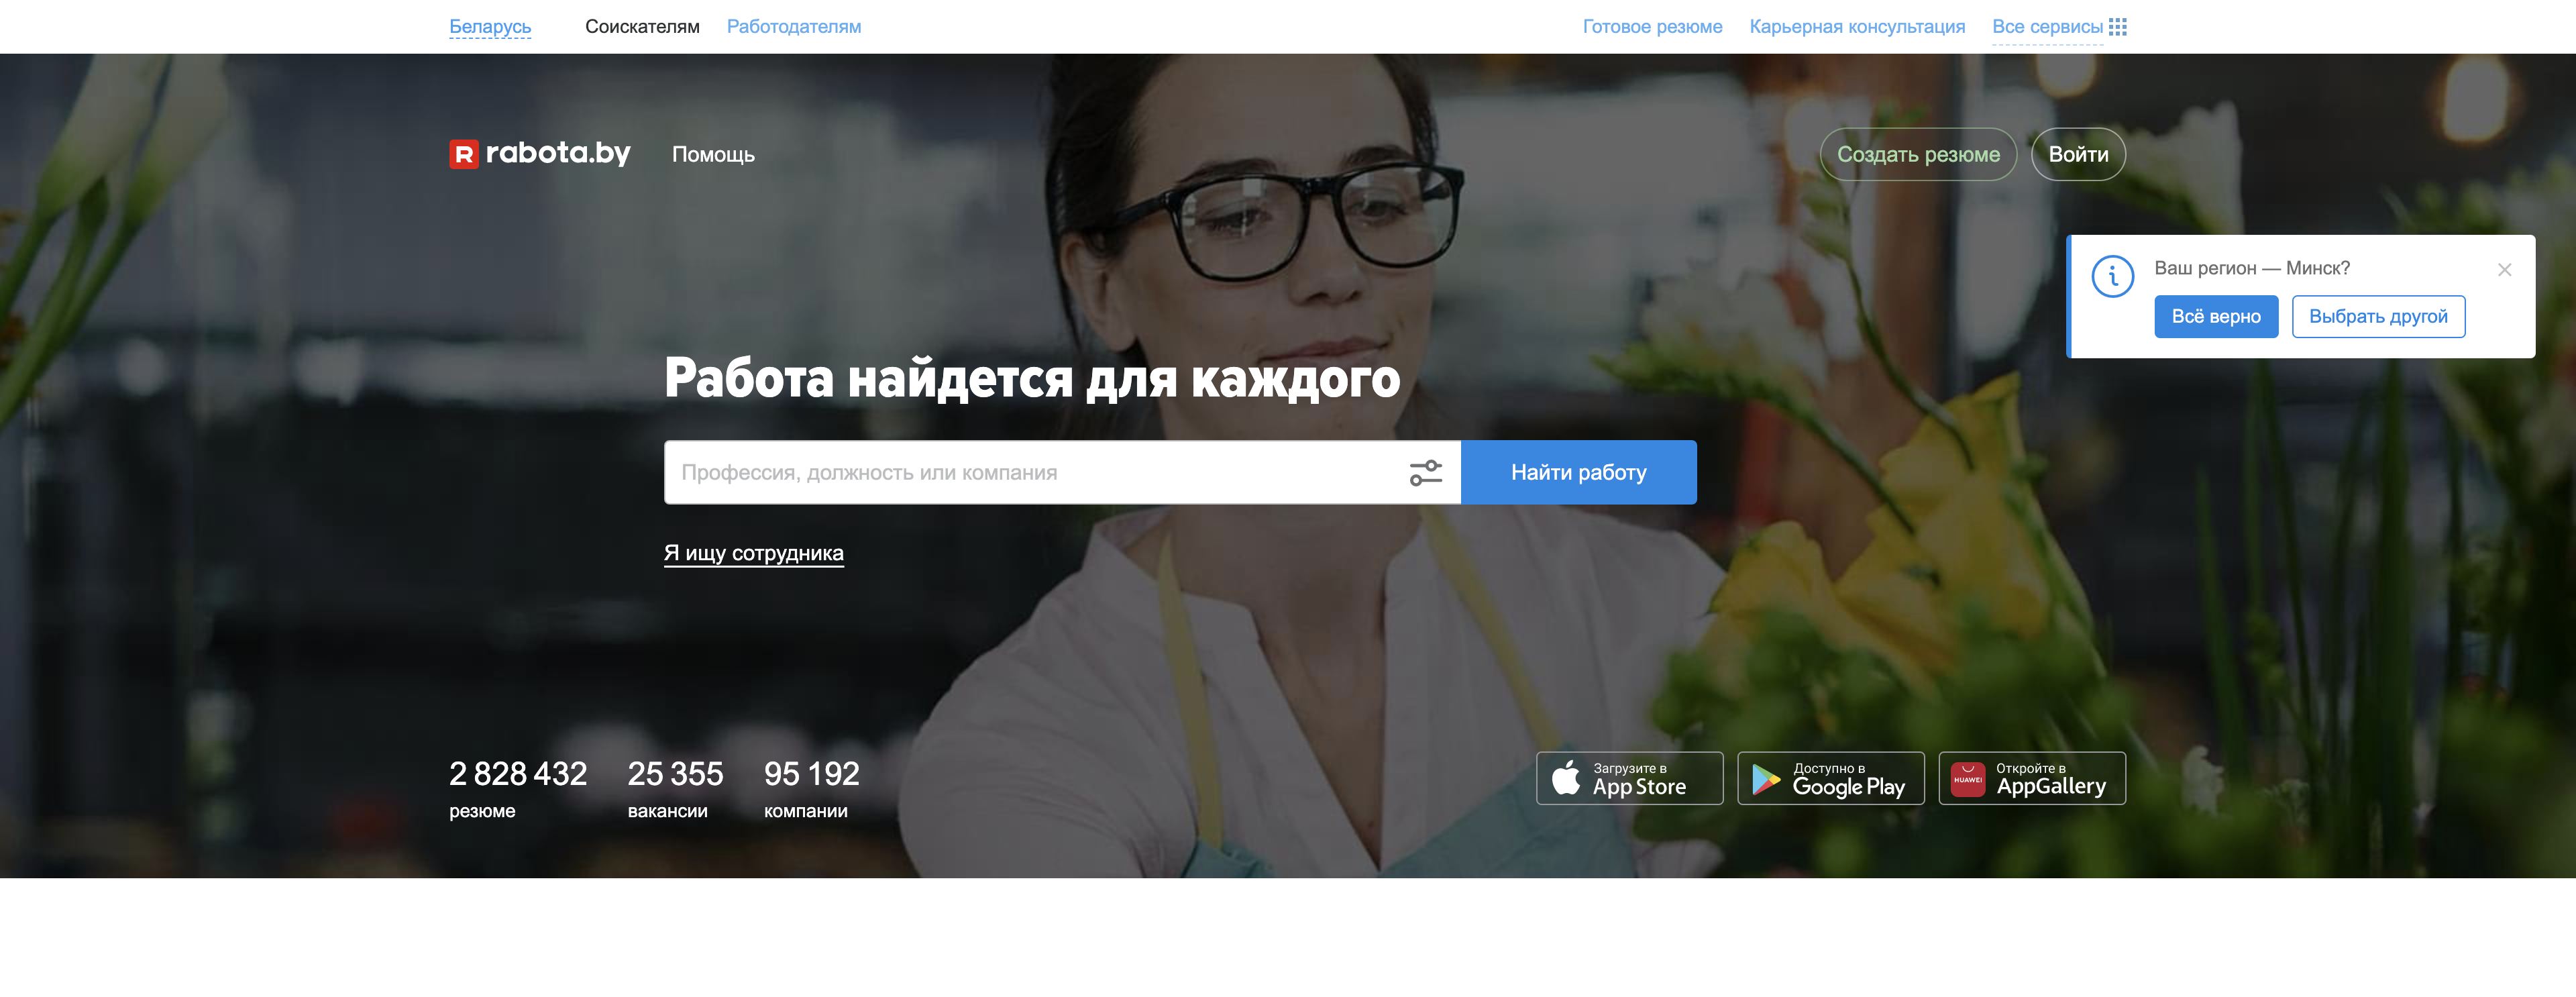 Беларусь
Соискателям
Работодателям
Готовое резюме
Карьерная консультация
Все сервисы
R rabota.by
Помощь
Создать резюме
Войти
Ваш регион — Минск?
Всё верно
Выбрать другой
Работа найдется для каждого
Профессия, должность или компания
Найти работу
Я ищу сотрудника
2 828 432
резюме
25 355
вакансии
95 192
компании
Загрузите в
App Store
Доступно в
Google Play
HUAWEI
Откройте в
AppGallery